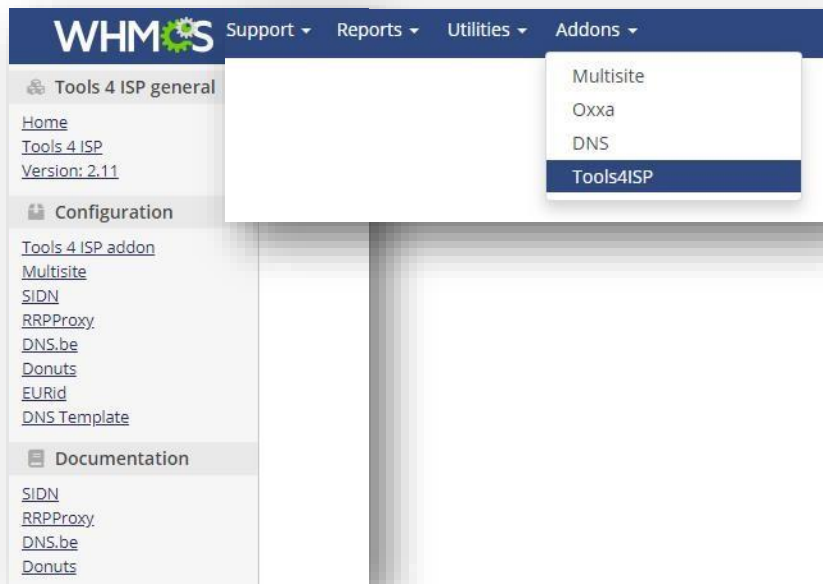 WHMCS Support Reports Utilities Addons
Multisite
Oxxa
DNS
Tools4ISP
Tools 4 ISP general
Home
Tools 4 ISP
Version: 2.11
Configuration
Tools 4 ISP addon
Multisite
SIDN
RRPProxy
DNS.be
Donuts
EURid
DNS Template
Documentation
SIDN
RRPProxy
DNS.be
Donuts